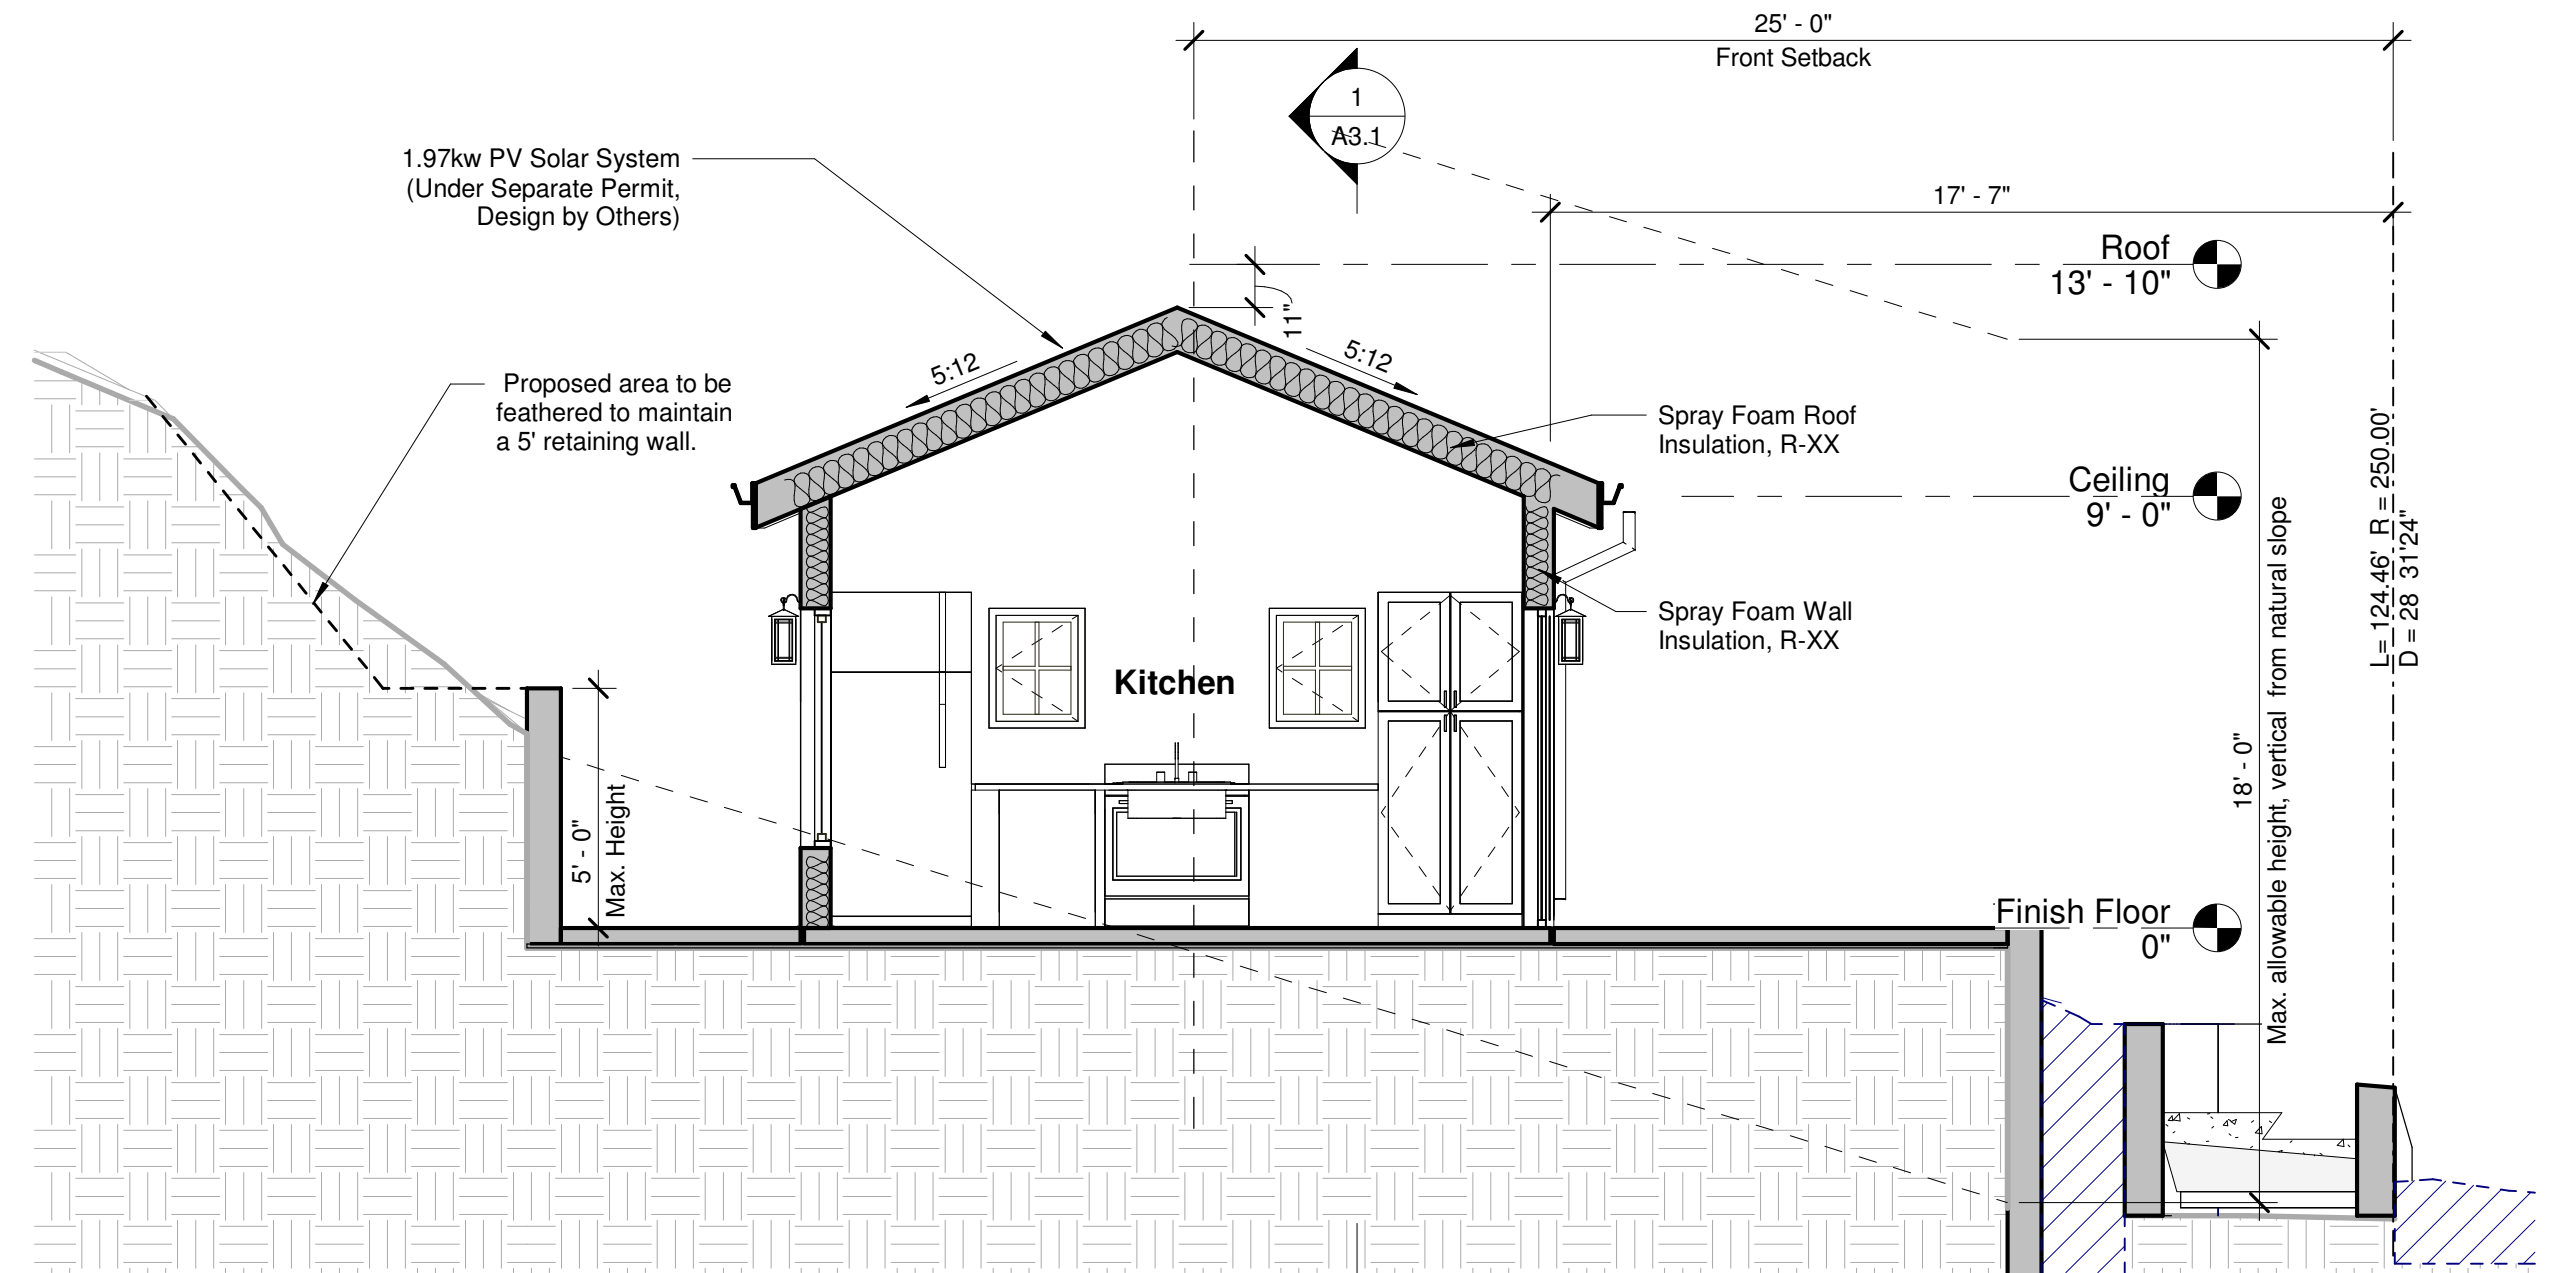 25' - 0"
Front Setback
1
A3.1
1.97kw PV Solar System
(Under Separate Permit,
Design by Others)
17' - 7"
Roof
13' - 10"
11"
5:12
5:12
Proposed area to be
feathered to maintain
a 5' retaining wall.
Spray Foam Roof
Insulation, R-XX
Ceiling
9' - 0"
L= 124.46'  R = 250.00'
D = 28  31'24"
Spray Foam Wall
Insulation, R-XX
Kitchen
5' - 0"
Max. Height
18' - 0"
Max. allowable height, vertical  from natural slope
Finish Floor
0"